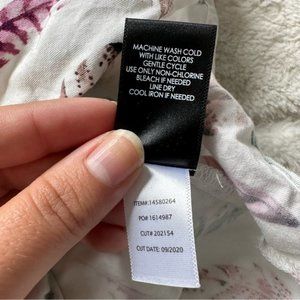 MACHINE WASH COLD
WITH LIKE COLORS
GENTLE CYCLE
USE ONLY NON-CHLORINE
BLEACH IF NEEDED
LINE DRY
COOL IRON IF NEEDED
ITEM#:14580264
PO# 1614987
CUT# 202154
CUT DATE: 09/2020